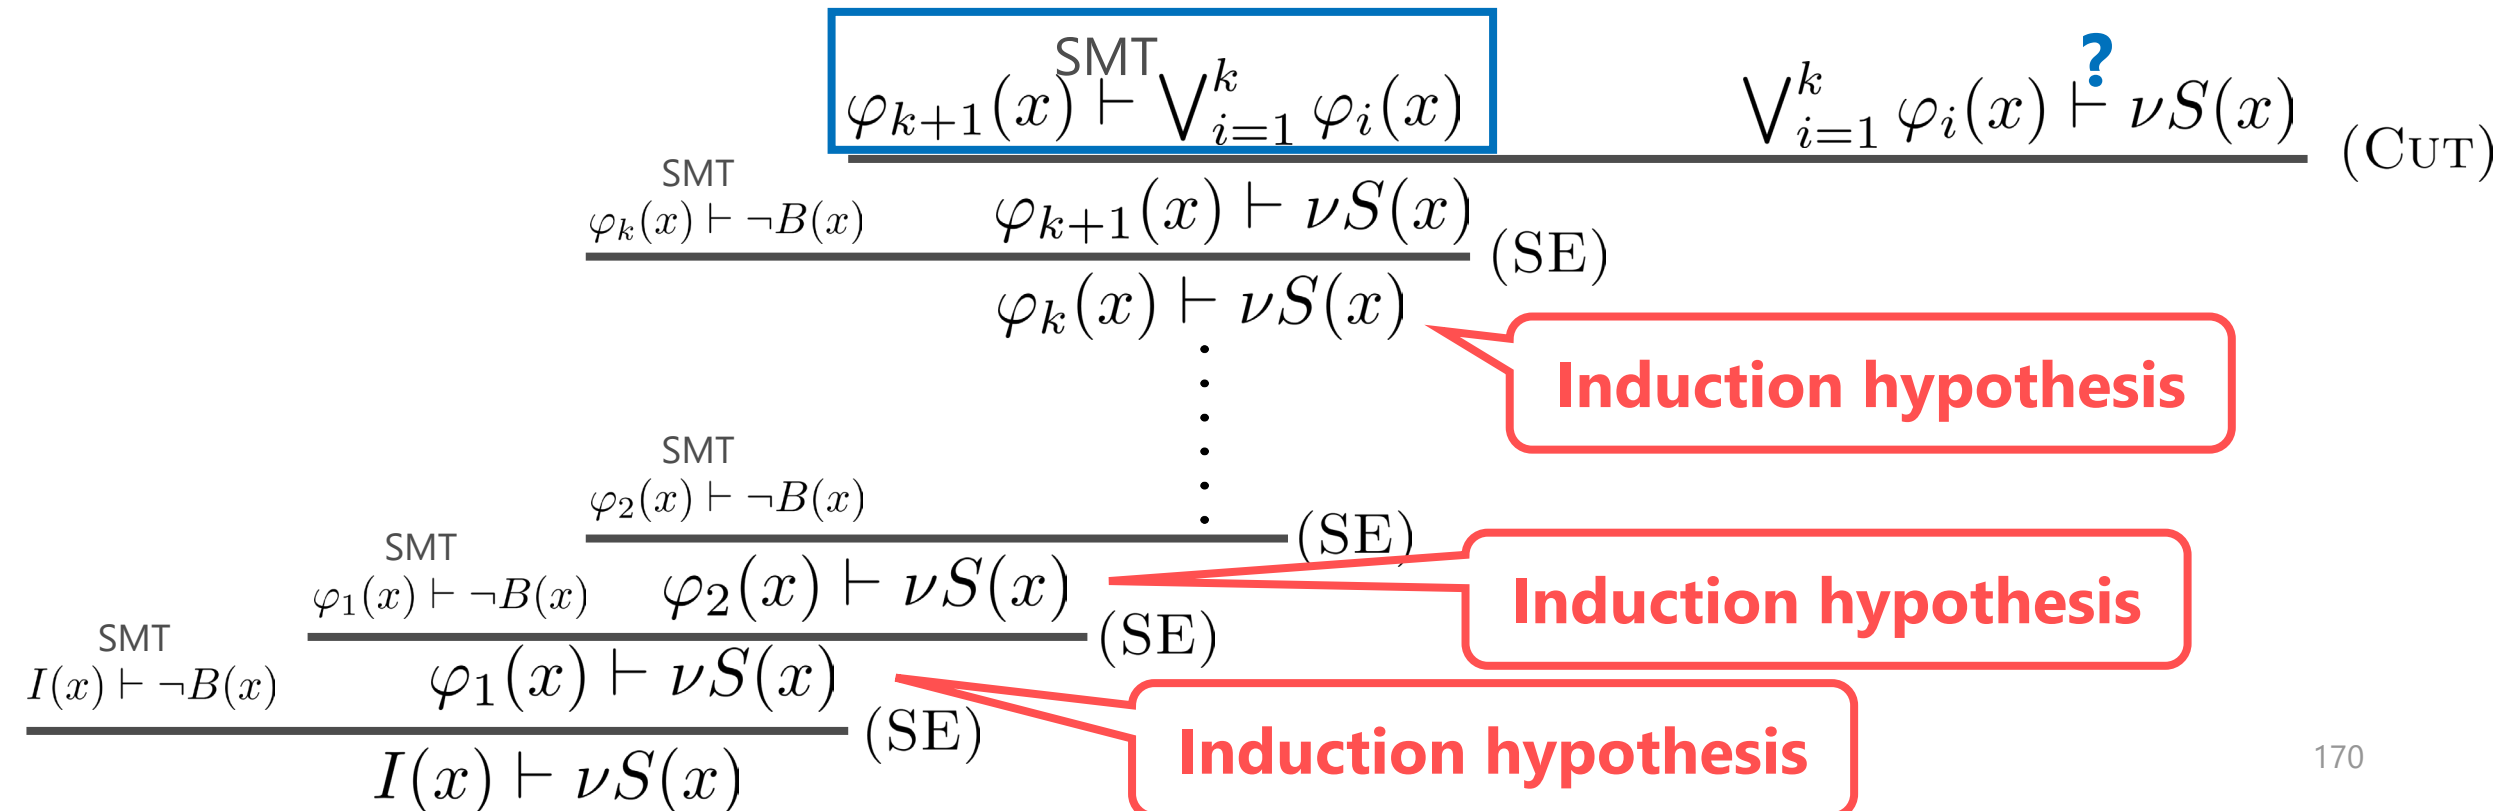 SMT
φ_{k+1}(x) ⊢ ⋁_{i=1}^{k} φ_i(x)
?
⋁_{i=1}^{k} φ_i(x) ⊢ νS(x)
(CUT)
SMT
φ_k(x) ⊢ ¬B(x)
φ_{k+1}(x) ⊢ νS(x)
(SE)
φ_k(x) ⊢ νS(x)
Induction hypothesis
SMT
φ_2(x) ⊢ ¬B(x)
(SE)
SMT
φ_1(x) ⊢ ¬B(x)
φ_2(x) ⊢ νS(x)
Induction hypothesis
(SE)
SMT
I(x) ⊢ ¬B(x)
φ_1(x) ⊢ νS(x)
(SE)
Induction hypothesis
I(x) ⊢ νS(x)
170